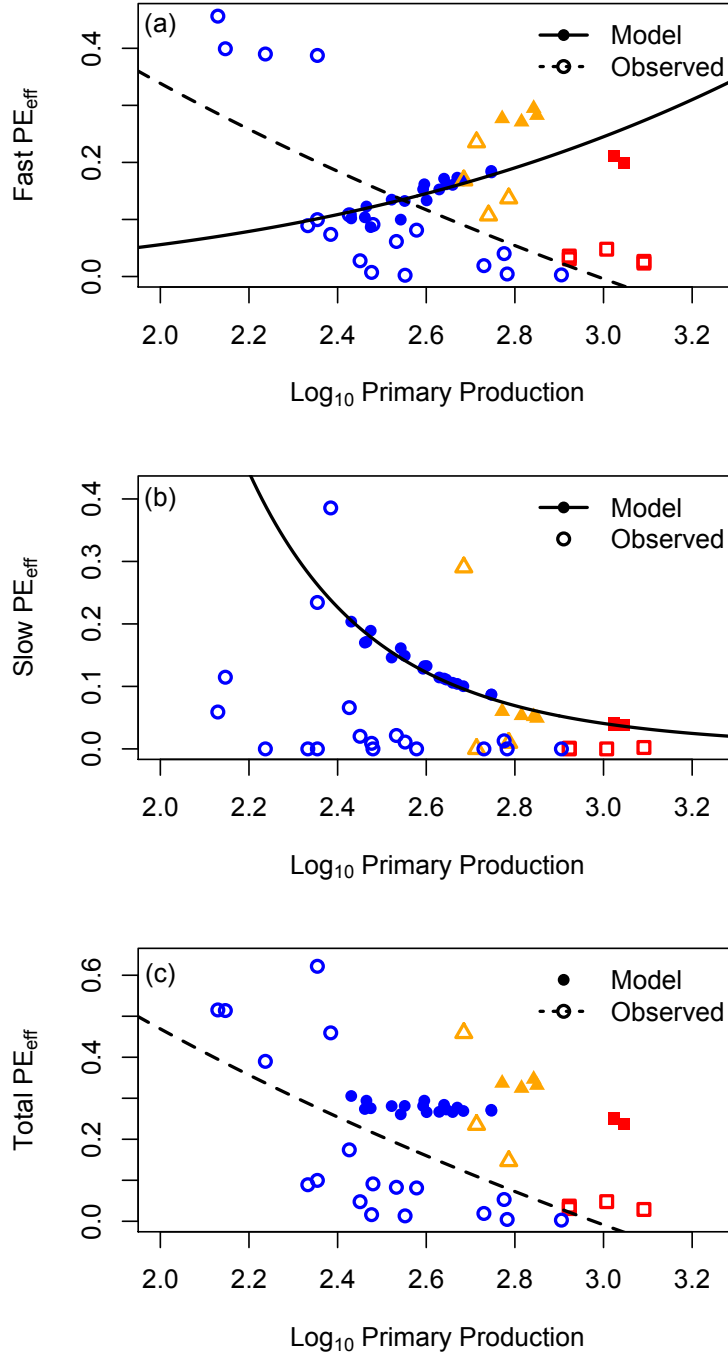 (a)
Model
Observed
Fast PEeff
0.0 0.2 0.4
2.0 2.2 2.4 2.6 2.8 3.0 3.2
Log10 Primary Production
(b)
Model
Observed
Slow PEeff
0.0 0.1 0.2 0.3 0.4
2.0 2.2 2.4 2.6 2.8 3.0 3.2
Log10 Primary Production
(c)
Model
Observed
Total PEeff
0.0 0.2 0.4 0.6
2.0 2.2 2.4 2.6 2.8 3.0 3.2
Log10 Primary Production